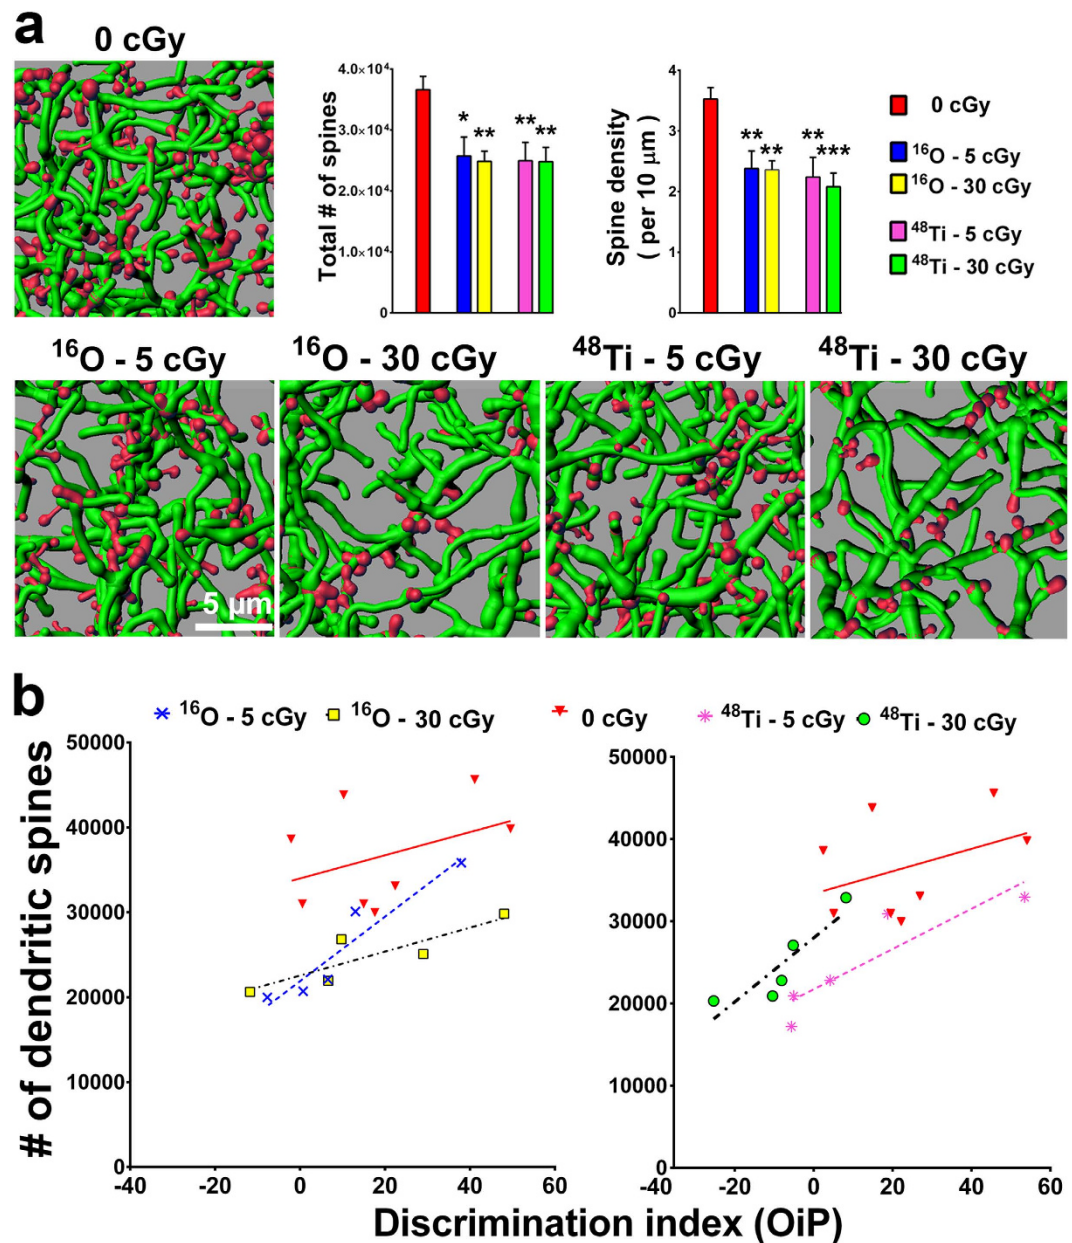 a
0 cGy
Total # of spines
4.0×10⁴
3.0×10⁴
2.0×10⁴
1.0×10⁴
0
* ** ** **
Spine density
( per 10 μm )
4
3
2
1
0
** ** ** ***
0 cGy
¹⁶O - 5 cGy
¹⁶O - 30 cGy
⁴⁸Ti - 5 cGy
⁴⁸Ti - 30 cGy
¹⁶O - 5 cGy ¹⁶O - 30 cGy ⁴⁸Ti - 5 cGy ⁴⁸Ti - 30 cGy
5 μm
b
¹⁶O - 5 cGy ¹⁶O - 30 cGy 0 cGy ⁴⁸Ti - 5 cGy ⁴⁸Ti - 30 cGy
# of dendritic spines
50000
40000
30000
20000
10000
0
-40 -20 0 20 40 60
50000
40000
30000
20000
10000
0
-40 -20 0 20 40 60
Discrimination index (OiP)